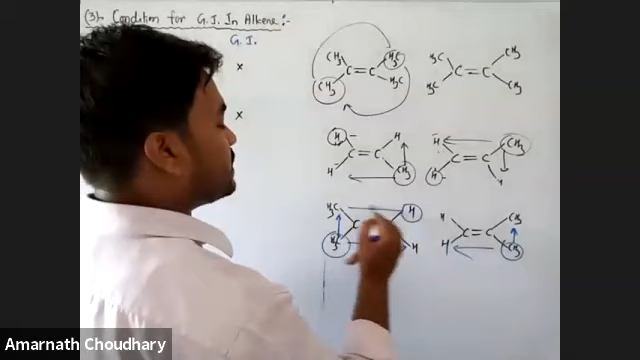 (3) Condition for G.I. In Alkene:-
G.I.
x
x
CH₃ H₃C
C=C
CH₃ H₃C
H₃C CH₃
C=C
H₃C CH₃
H H
C=C
H CH₃
H CH₃
C=C
H H
H₃C H
C
H₃C H
H CH₃
C=C
H CH₃
Amarnath Choudhary